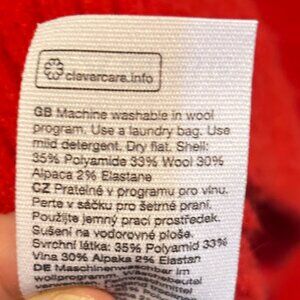 clevercare.info
GB Machine washable in wool
program. Use a laundry bag. Use
mild detergent. Dry flat. Shell:
35% Polyamide 33% Wool 30%
Alpaca 2% Elastane
CZ Pratelné v programu pro vlnu.
Perte v sáčku pro šetrné praní.
Použijte jemný prací prostředek.
Sušení na vodorovné ploše.
Svrchní látka: 35% Polyamid 33%
Vlna 30% Alpaka 2% Elastan
DE Maschinenwaschbar im
wollprogramm.